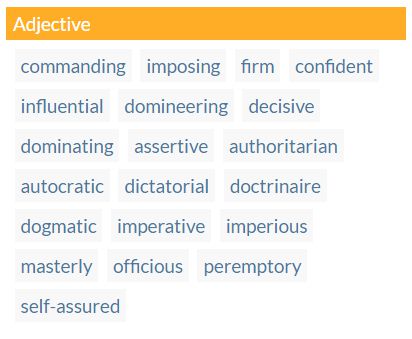 Adjective
commanding imposing firm confident
influential domineering decisive
dominating assertive authoritarian
autocratic dictatorial doctrinaire
dogmatic imperative imperious
masterly officious peremptory
self-assured